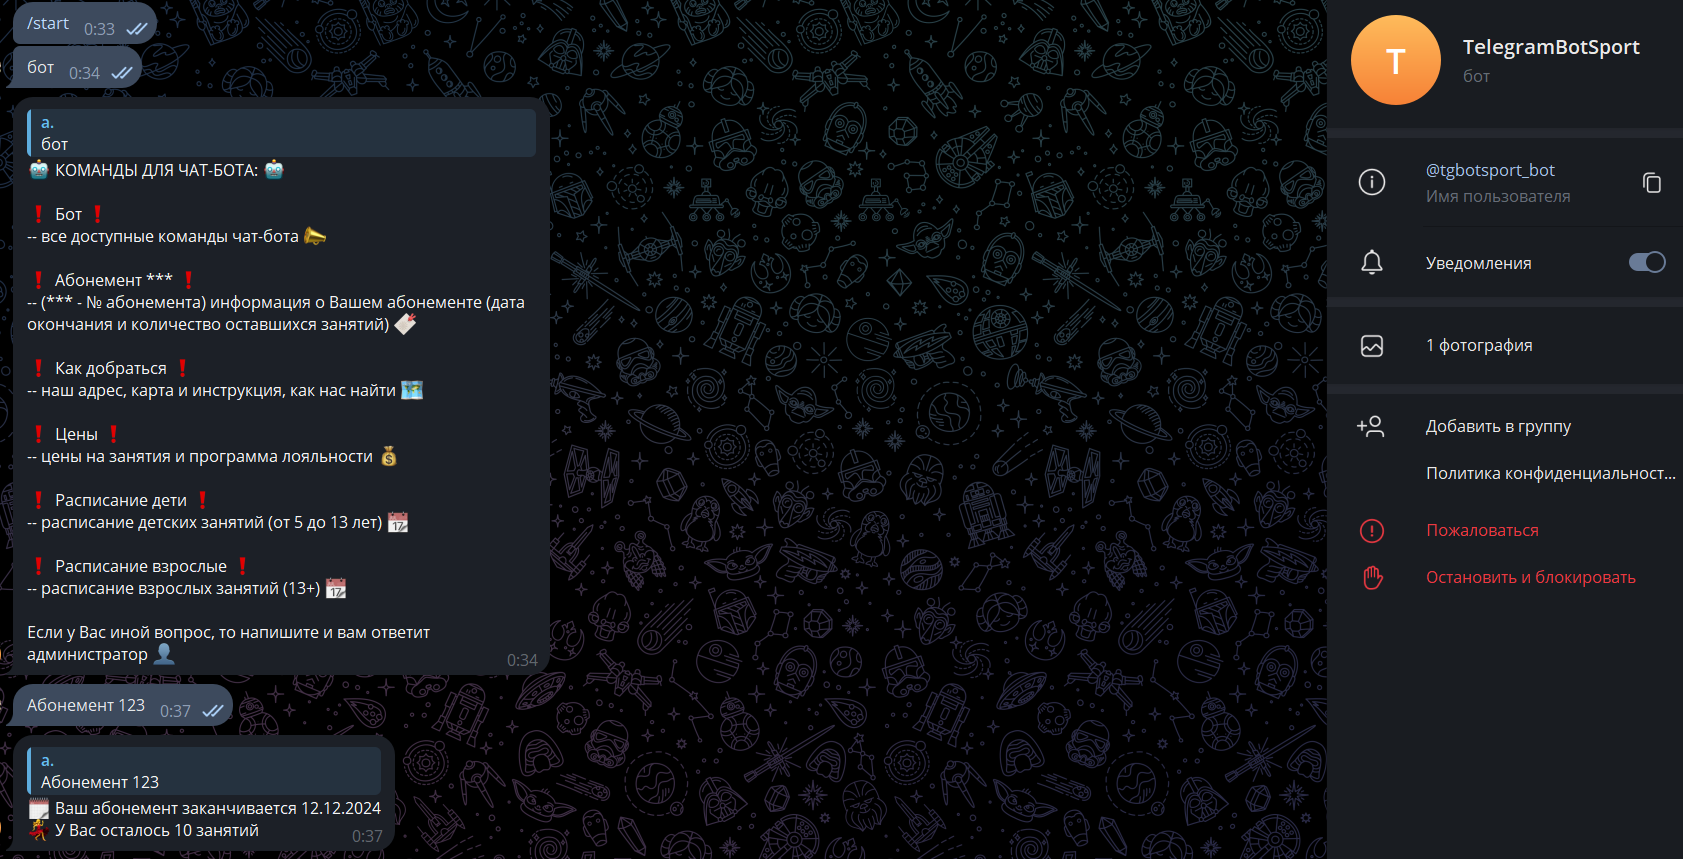 /start 0:33
бот 0:34
a.
бот
КОМАНДЫ ДЛЯ ЧАТ-БОТА:
❗ Бот ❗
-- все доступные команды чат-бота
❗ Абонемент *** ❗
-- (*** - № абонемента) информация о Вашем абонементе (дата
окончания и количество оставшихся занятий)
❗ Как добраться ❗
-- наш адрес, карта и инструкция, как нас найти
❗ Цены ❗
-- цены на занятия и программа лояльности
❗ Расписание дети ❗
-- расписание детских занятий (от 5 до 13 лет)
❗ Расписание взрослые ❗
-- расписание взрослых занятий (13+)
Если у Вас иной вопрос, то напишите и вам ответит
администратор
0:34
Абонемент 123 0:37
a.
Абонемент 123
Ваш абонемент заканчивается 12.12.2024
У Вас осталось 10 занятий
0:37
T
TelegramBotSport
бот
@tgbotsport_bot
Имя пользователя
Уведомления
1 фотография
Добавить в группу
Политика конфиденциальност...
Пожаловаться
Остановить и блокировать